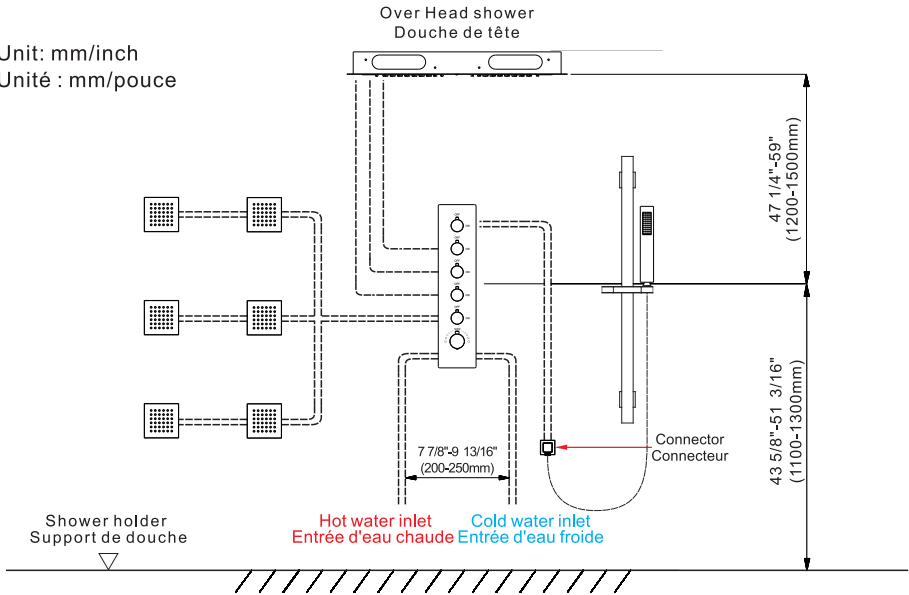 Over Head shower
Douche de tête
Unit: mm/inch
Unité : mm/pouce
47 1/4"-59"
(1200-1500mm)
43 5/8"-51 3/16"
(1100-1300mm)
Connector
Connecteur
7 7/8"-9 13/16"
(200-250mm)
Hot water inlet
Entrée d'eau chaude
Cold water inlet
Entrée d'eau froide
Shower holder
Support de douche